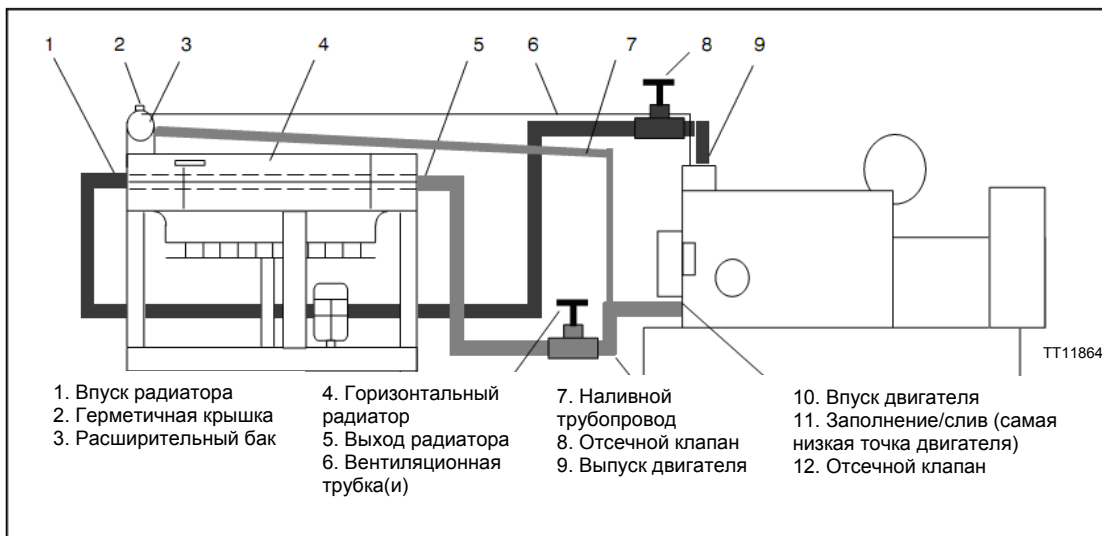 1 2 3 4 5 6 7 8 9
TT11864
1. Впуск радиатора
2. Герметичная крышка
3. Расширительный бак
4. Горизонтальный
радиатор
5. Выход радиатора
6. Вентиляционная
трубка(и)
7. Наливной
трубопровод
8. Отсечной клапан
9. Выпуск двигателя
10. Впуск двигателя
11. Заполнение/слив (самая
низкая точка двигателя)
12. Отсечной клапан